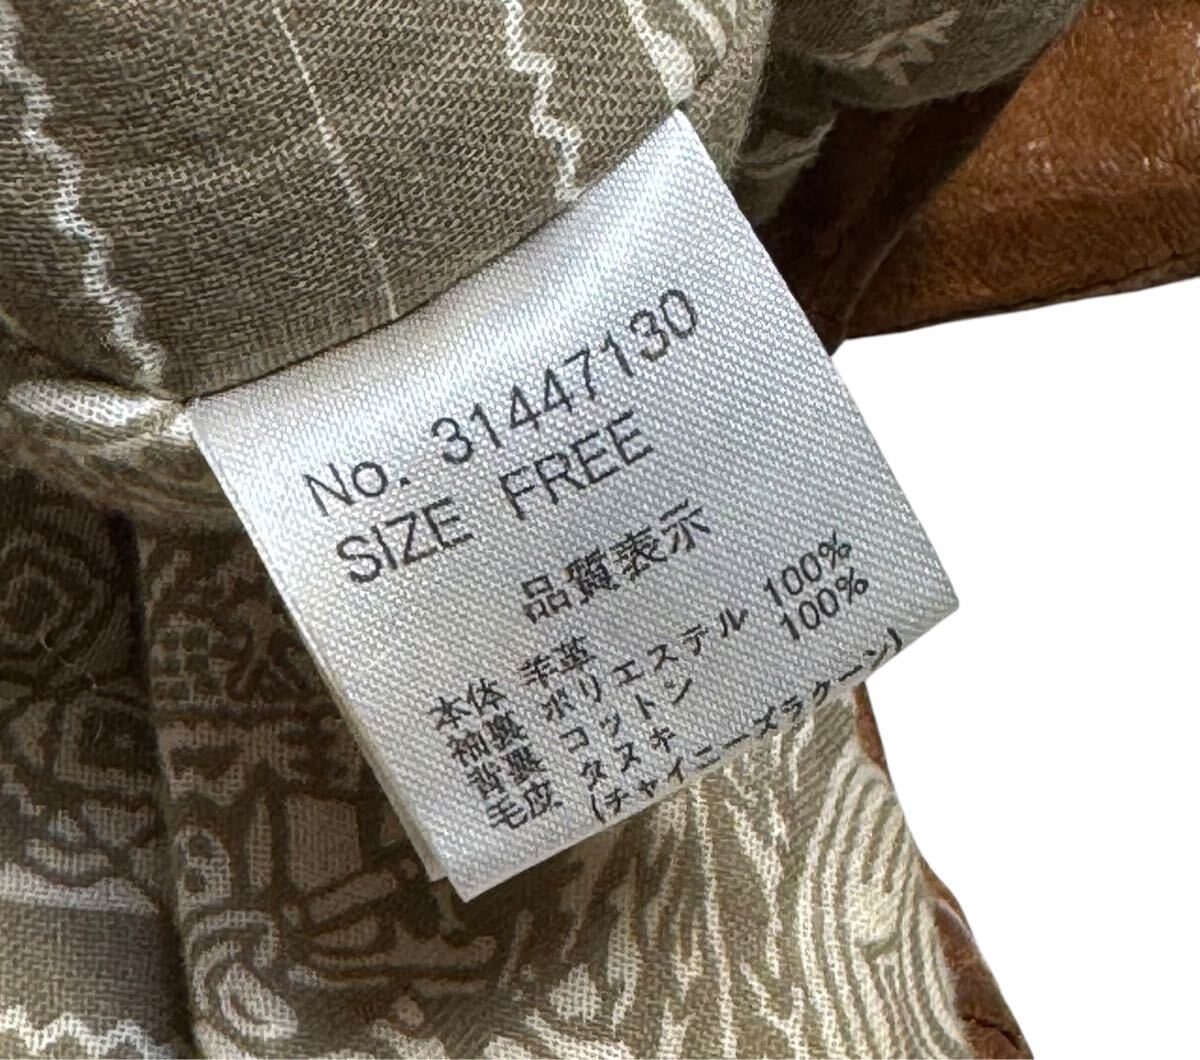 No. 31447130
SIZE FREE
品質表示
本体 羊革
袖裏 ポリエステル 100%
背裏 コットン 100%
毛皮 タヌキ
(チャイニーズラクーン)